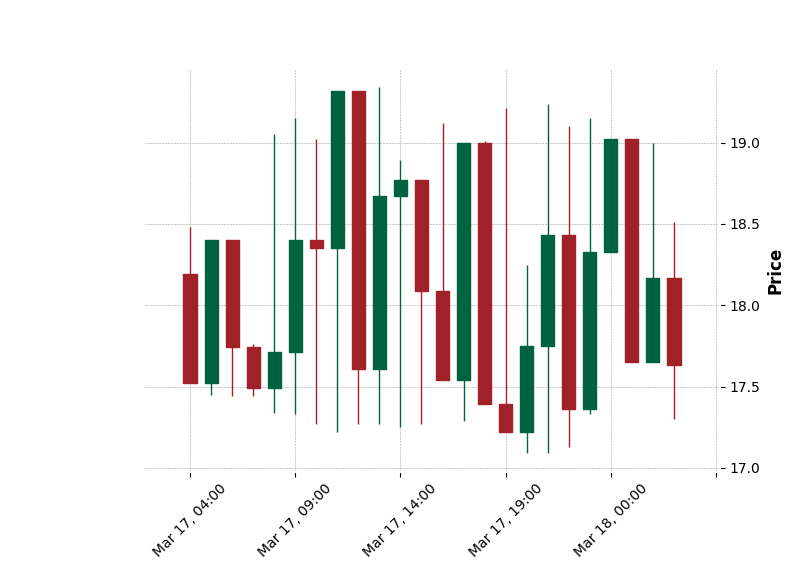 19.0
18.5
18.0
17.5
17.0
Price
Mar 17, 04:00
Mar 17, 09:00
Mar 17, 14:00
Mar 17, 19:00
Mar 18, 00:00